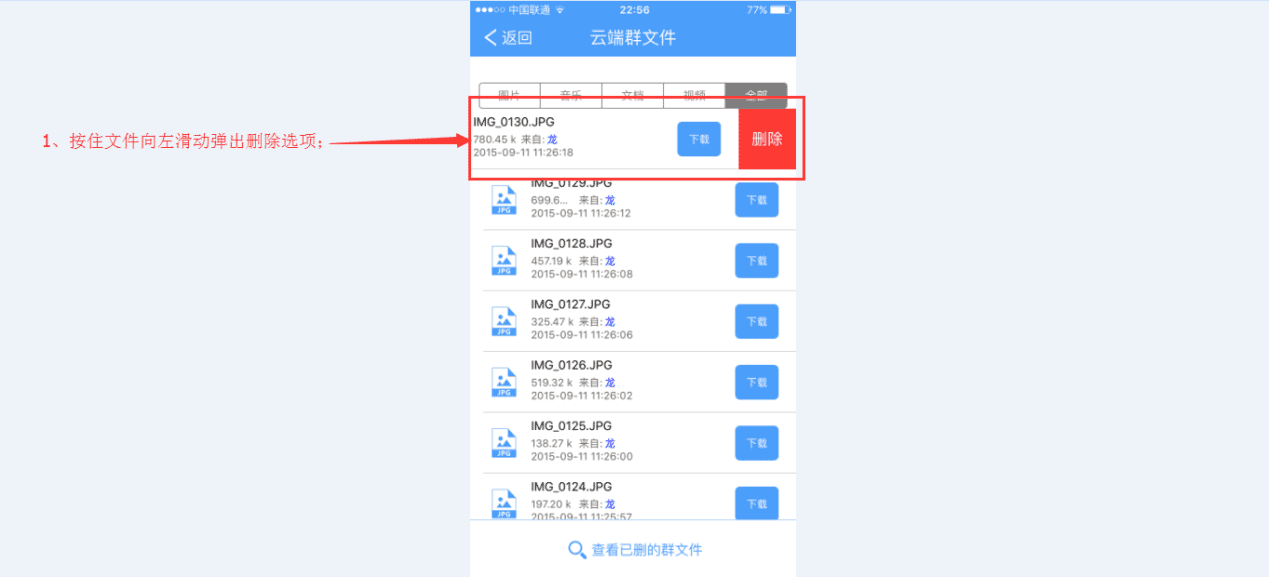 中国联通 22:56 77%
返回 云端群文件
图片 音乐 文档 视频 全部
1、按住文件向左滑动弹出删除选项;
IMG_0130.JPG
780.45 k 来自: 龙
2015-09-11 11:26:18
下载
删除
IMG_0129.JPG
699.6... 来自: 龙
2015-09-11 11:26:12
JPG
下载
IMG_0128.JPG
457.19 k 来自: 龙
2015-09-11 11:26:08
JPG
下载
IMG_0127.JPG
325.47 k 来自: 龙
2015-09-11 11:26:06
JPG
下载
IMG_0126.JPG
519.32 k 来自: 龙
2015-09-11 11:26:02
JPG
下载
IMG_0125.JPG
138.27 k 来自: 龙
2015-09-11 11:26:00
JPG
下载
IMG_0124.JPG
197.20 k 来自: 龙
2015-09-11 11:25:57
JPG
下载
查看已删的群文件